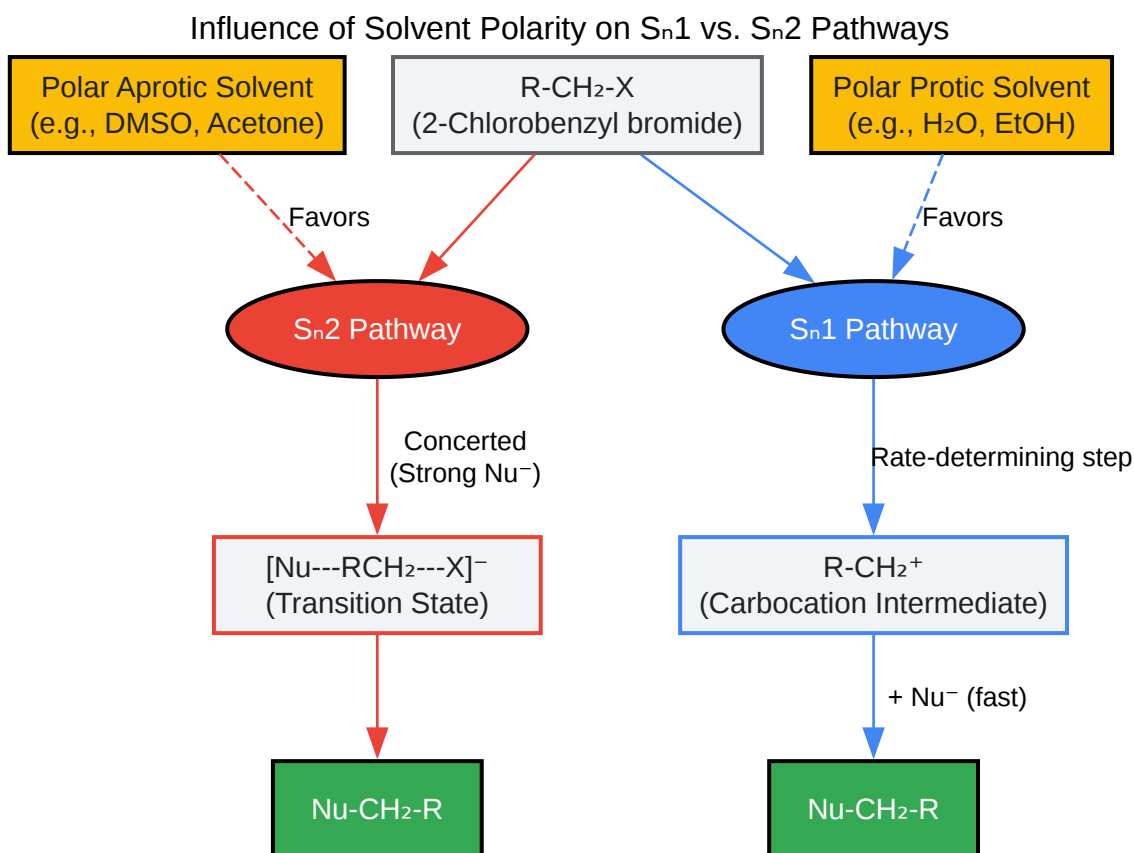 Influence of Solvent Polarity on Sₙ1 vs. Sₙ2 Pathways
Polar Aprotic Solvent
(e.g., DMSO, Acetone)
R-CH₂-X
(2-Chlorobenzyl bromide)
Polar Protic Solvent
(e.g., H₂O, EtOH)
Favors
Favors
Sₙ2 Pathway
Sₙ1 Pathway
Concerted
(Strong Nu⁻)
Rate-determining step
[Nu---RCH₂---X]⁻
(Transition State)
R-CH₂⁺
(Carbocation Intermediate)
+ Nu⁻ (fast)
Nu-CH₂-R
Nu-CH₂-R